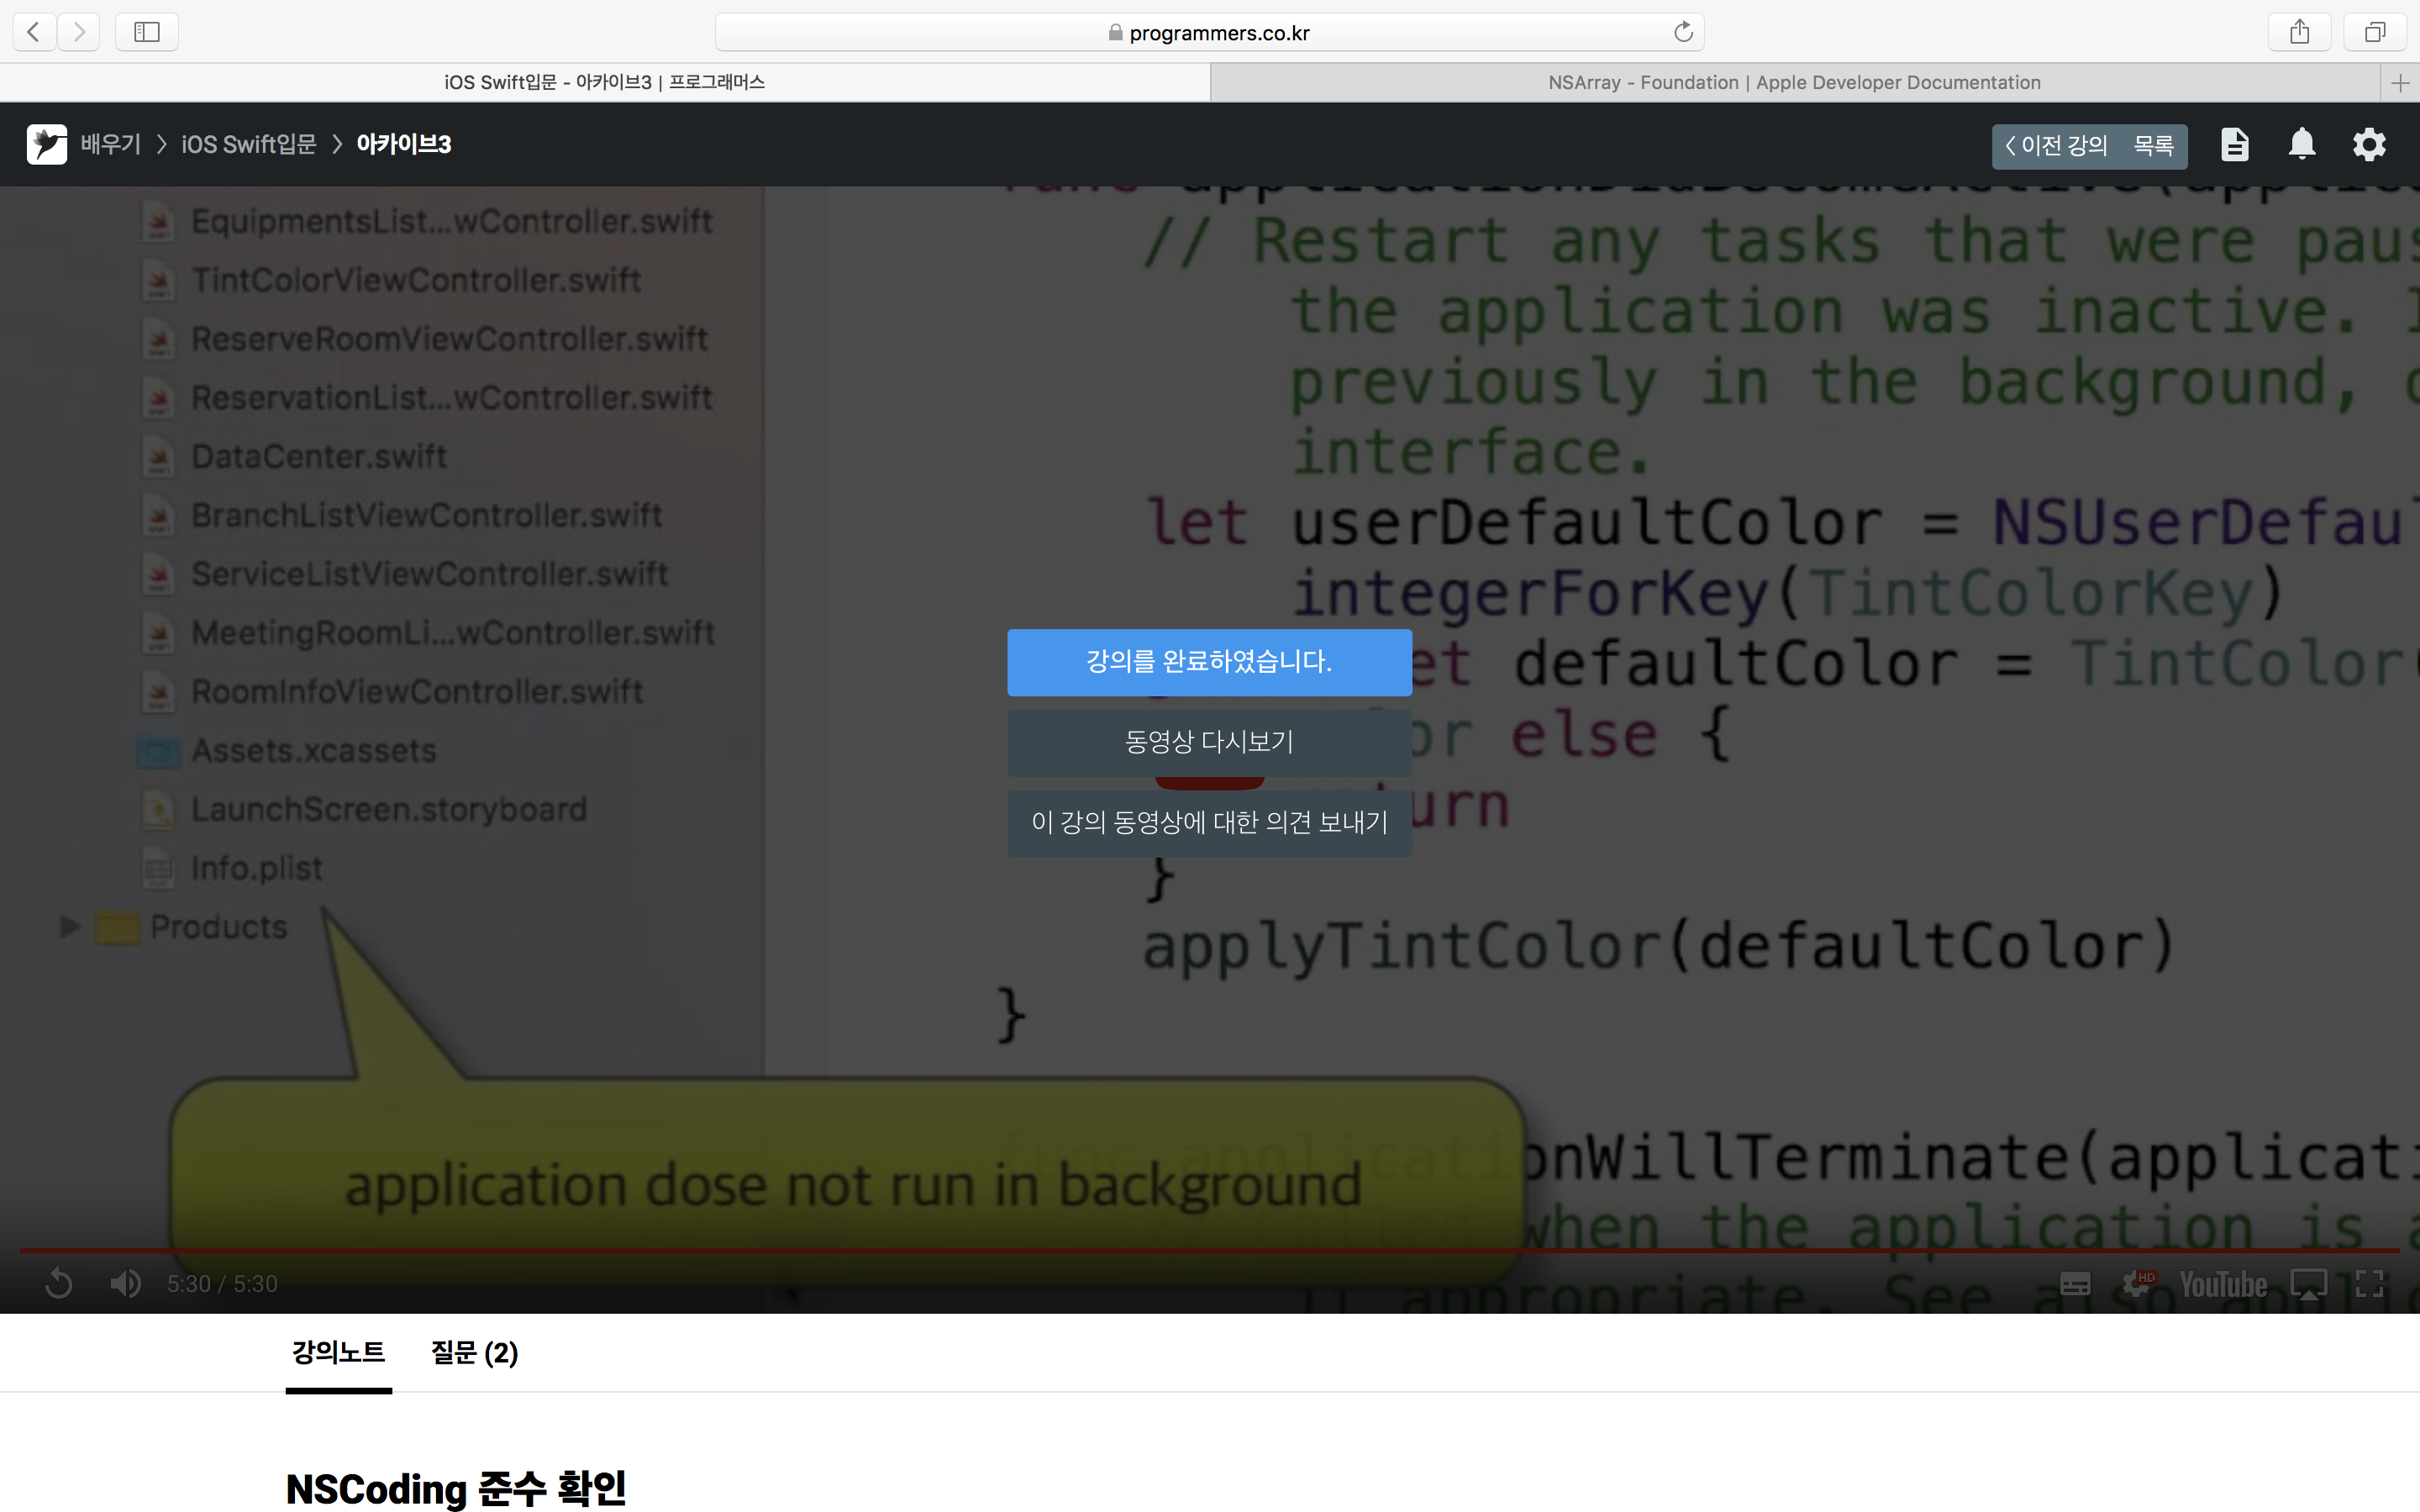 programmers.co.kr
iOS Swift입문 - 아카이브3 | 프로그래머스
NSArray - Foundation | Apple Developer Documentation
배우기 > iOS Swift입문 > 아카이브3
< 이전 강의 목록
EquipmentsList...wController.swift
TintColorViewController.swift
ReserveRoomViewController.swift
ReservationList...wController.swift
DataCenter.swift
BranchListViewController.swift
ServiceListViewController.swift
MeetingRoomLi...wController.swift
RoomInfoViewController.swift
Assets.xcassets
LaunchScreen.storyboard
Info.plist
Products
// Restart any tasks that were paus
the application was inactive.
previously in the background,
interface.
let userDefaultColor = NSUserDefau
integerForKey(TintColorKey)
et defaultColor = TintColor
or else {
urn
}
applyTintColor(defaultColor)
}
강의를 완료하였습니다.
동영상 다시보기
이 강의 동영상에 대한 의견 보내기
application dose not run in background
onWillTerminate(applicati
when the application is a
appropriate. See also applic
5:30 / 5:30
HD
YouTube
강의노트 질문 (2)
NSCoding 준수 확인